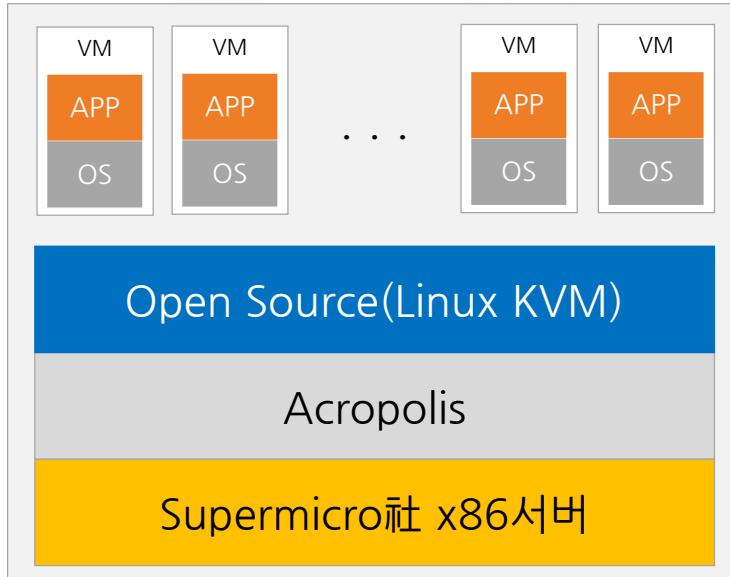 VM VM VM VM
APP APP APP APP
. . .
OS OS OS OS
Open Source(Linux KVM)
Acropolis
Supermicro社 x86서버